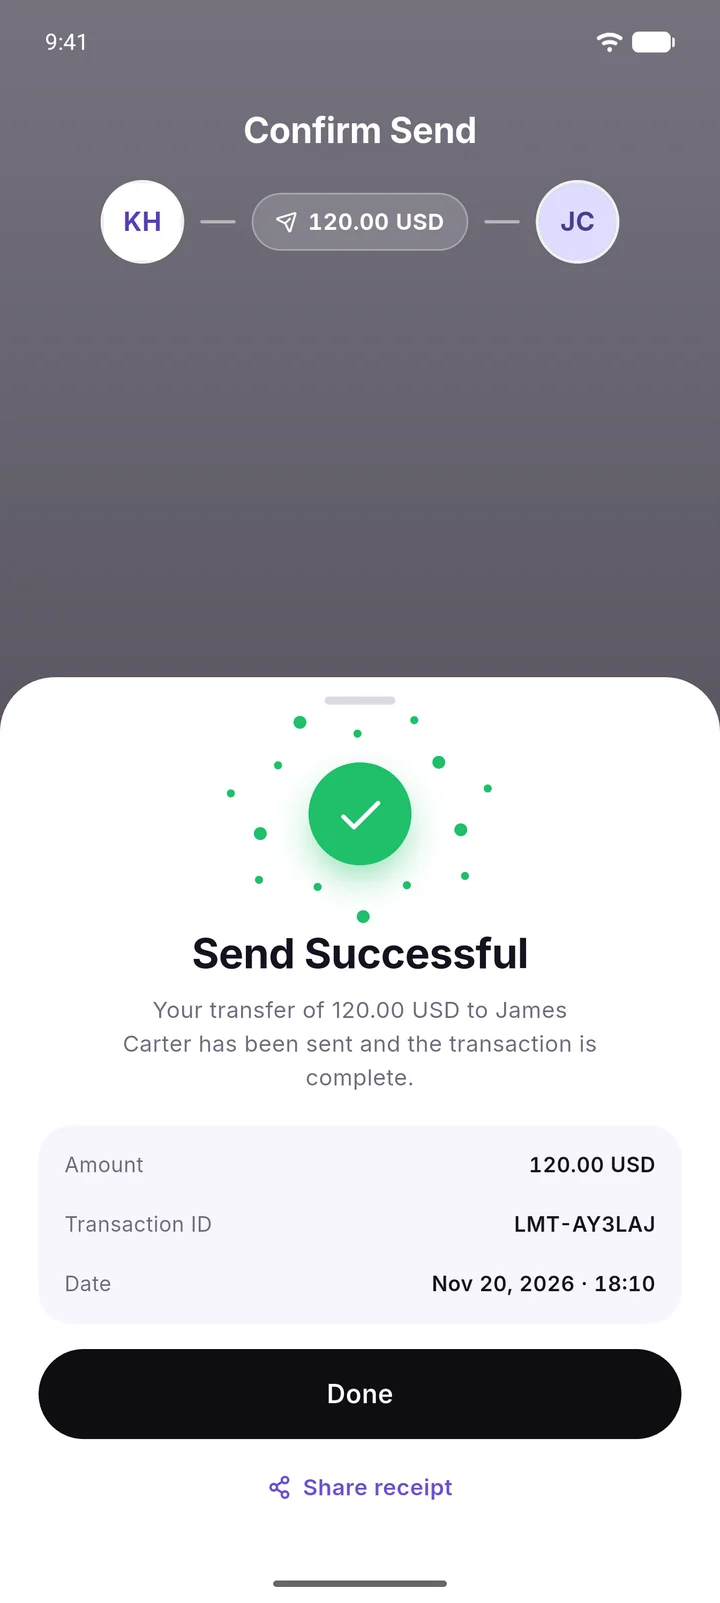 9:41
Confirm Send
KH
120.00 USD
JC
Send Successful
Your transfer of 120.00 USD to James
Carter has been sent and the transaction is
complete.
Amount 120.00 USD
Transaction ID LMT-AY3LAJ
Date Nov 20, 2026 · 18:10
Done
Share receipt